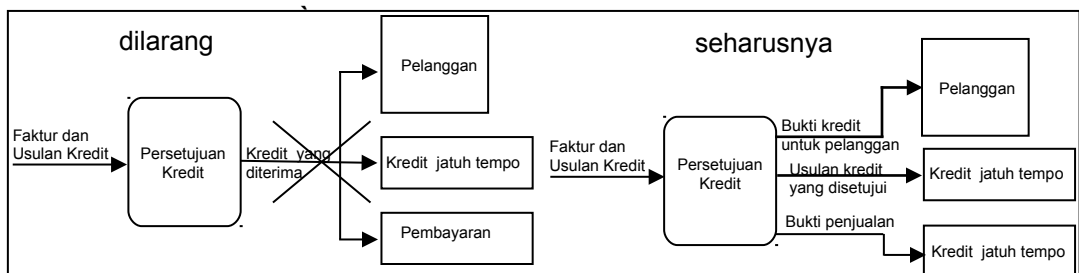 dilarang
Pelanggan
Faktur dan
Usulan Kredit
Persetujuan
Kredit
Kredit yang
diterima
Kredit jatuh tempo
Pembayaran
seharusnya
Pelanggan
Faktur dan
Usulan Kredit
Persetujuan
Kredit
Bukti kredit
untuk pelanggan
Usulan kredit
yang disetujui
Kredit jatuh tempo
Bukti penjualan
Kredit jatuh tempo